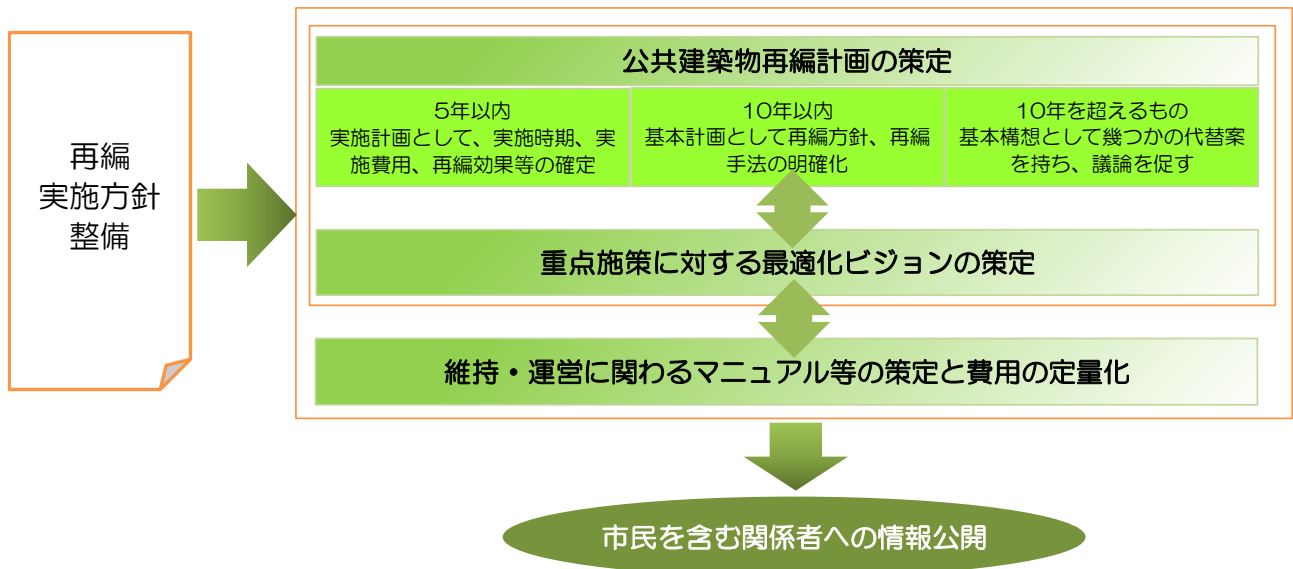 再編
実施方針
整備
公共建築物再編計画の策定
5年以内
実施計画として、実施時期、実
施費用、再編効果等の確定
10年以内
基本計画として再編方針、再編
手法の明確化
10年を超えるもの
基本構想として幾つかの代替案
を持ち、議論を促す
重点施策に対する最適化ビジョンの策定
維持・運営に関わるマニュアル等の策定と費用の定量化
市民を含む関係者への情報公開